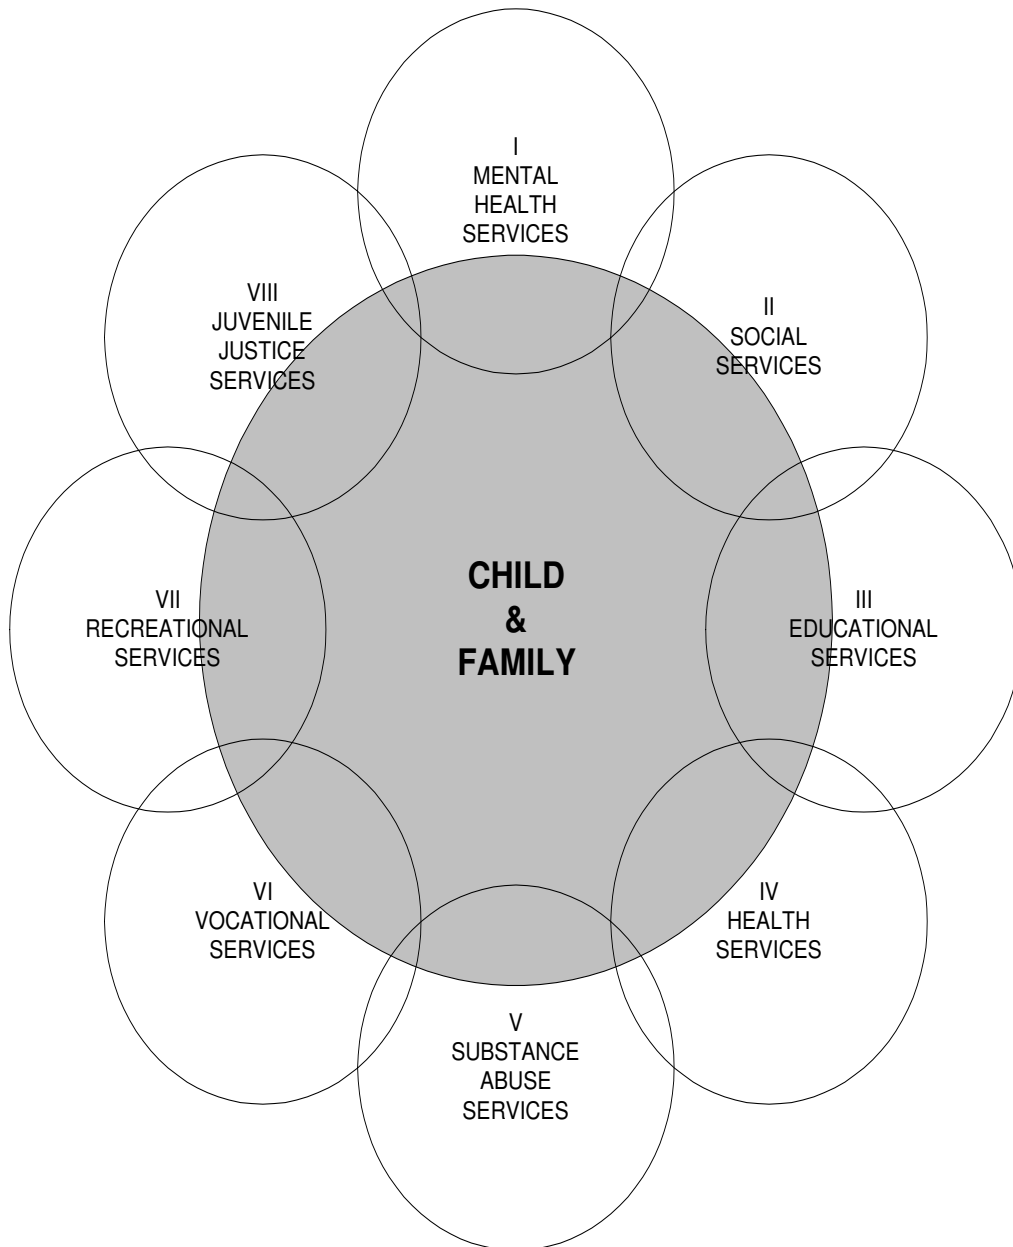 I
MENTAL
HEALTH
SERVICES
II
SOCIAL
SERVICES
III
EDUCATIONAL
SERVICES
IV
HEALTH
SERVICES
V
SUBSTANCE
ABUSE
SERVICES
VI
VOCATIONAL
SERVICES
VII
RECREATIONAL
SERVICES
VIII
JUVENILE
JUSTICE
SERVICES
CHILD
&
FAMILY